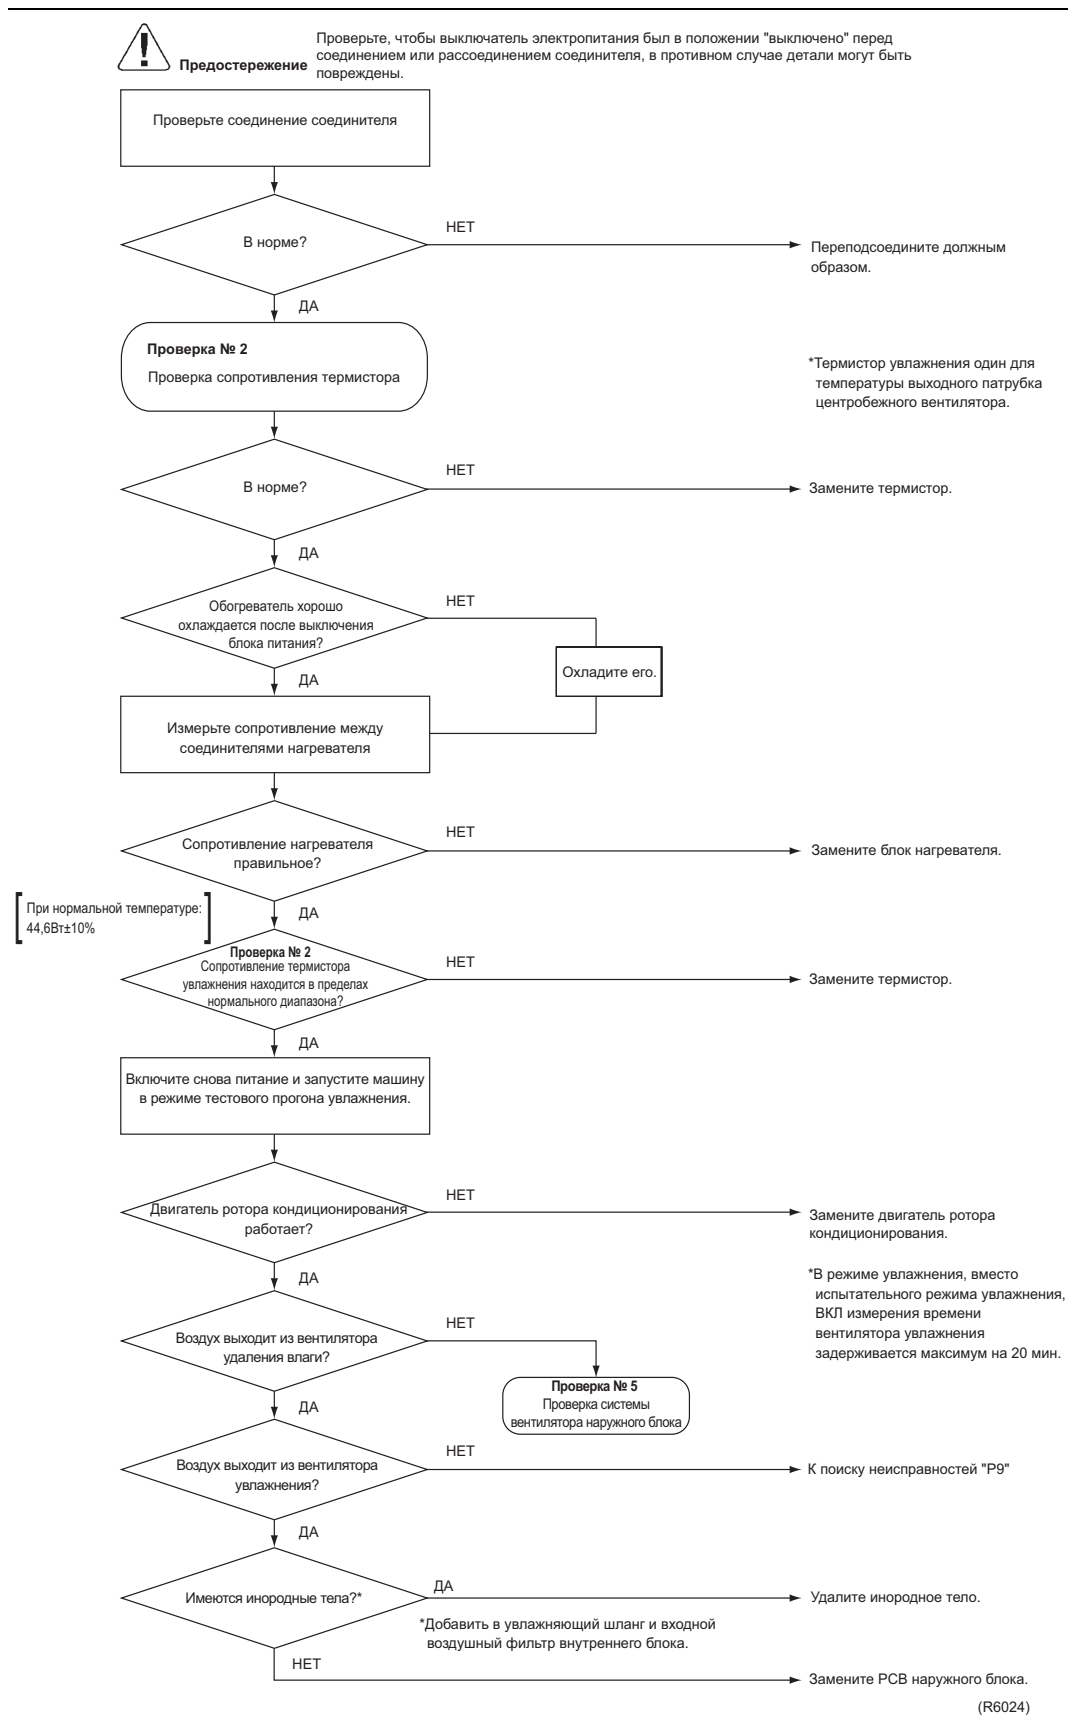 Проверьте, чтобы выключатель электропитания был в положении "выключено" перед
соединением или рассоединением соединителя, в противном случае детали могут быть
повреждены.
Предостережение
Проверьте соединение соединителя
В норме?
НЕТ
Переподсоедините должным
образом.
ДА
Проверка № 2
Проверка сопротивления термистора
*Термистор увлажнения один для
температуры выходного патрубка
центробежного вентилятора.
В норме?
НЕТ
Замените термистор.
ДА
Обогреватель хорошо
охлаждается после выключения
блока питания?
НЕТ
Охладите его.
ДА
Измерьте сопротивление между
соединителями нагревателя
Сопротивление нагревателя
правильное?
НЕТ
Замените блок нагревателя.
При нормальной температуре:
44,6Вт±10%
ДА
Проверка № 2
Сопротивление термистора
увлажнения находится в пределах
нормального диапазона?
НЕТ
Замените термистор.
ДА
Включите снова питание и запустите машину
в режиме тестового прогона увлажнения.
Двигатель ротора кондиционирования
работает?
НЕТ
Замените двигатель ротора
кондиционирования.
ДА
*В режиме увлажнения, вместо
испытательного режима увлажнения,
ВКЛ измерения времени
вентилятора увлажнения
задерживается максимум на 20 мин.
Воздух выходит из вентилятора
удаления влаги?
НЕТ
Проверка № 5
Проверка системы
вентилятора наружного блока
ДА
Воздух выходит из вентилятора
увлажнения?
НЕТ
К поиску неисправностей "P9"
ДА
Имеются инородные тела?*
ДА
Удалите инородное тело.
*Добавить в увлажняющий шланг и входной
воздушный фильтр внутреннего блока.
НЕТ
Замените PCB наружного блока.
(R6024)